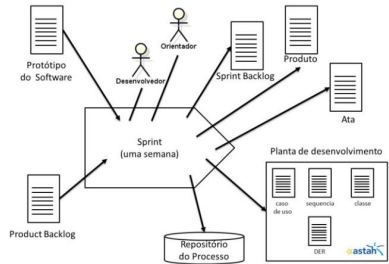 Orientador
Desenvolvedor
Protótipo
do Software
Sprint Backlog
Produto
Ata
Sprint
(uma semana)
Planta de desenvolvimento
caso
de uso
sequencia
classe
DER
astah
Product Backlog
Repositório
do Processo